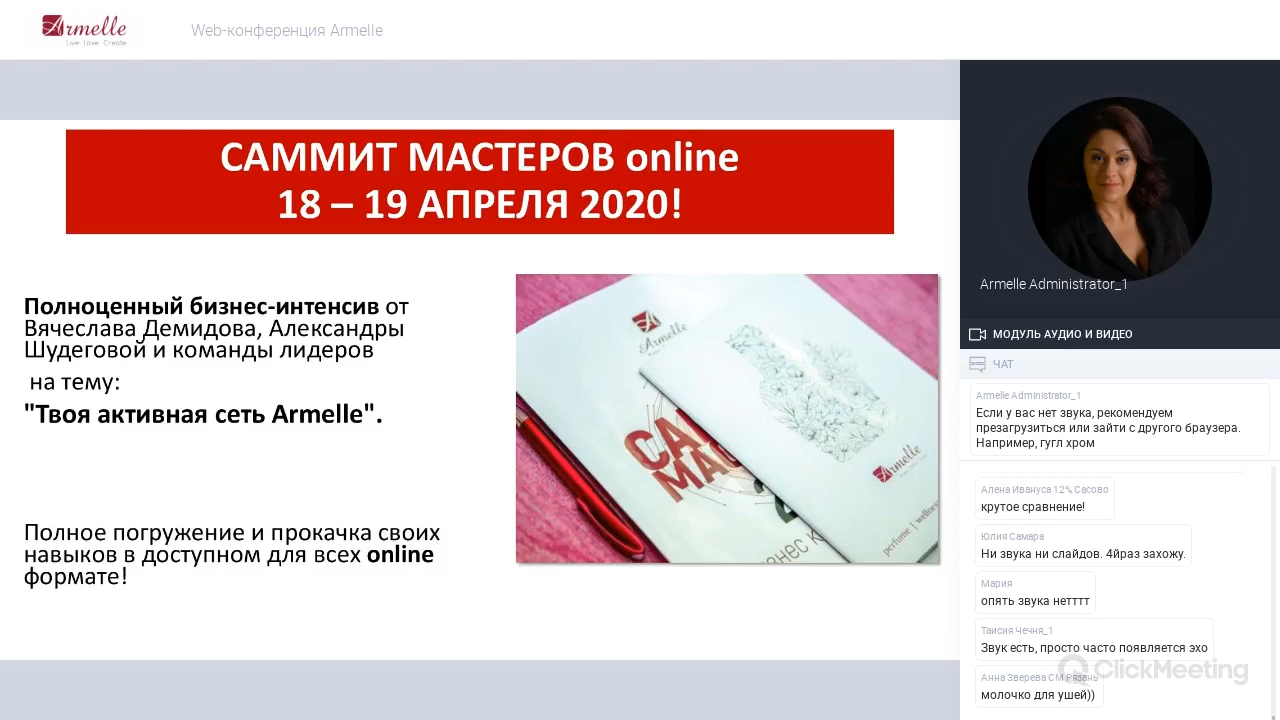 Armelle
Live Love Create
Web-конференция Armelle
САММИТ МАСТЕРОВ online
18 – 19 АПРЕЛЯ 2020!
Полноценный бизнес-интенсив от
Вячеслава Демидова, Александры
Шудеговой и команды лидеров
на тему:
"Твоя активная сеть Armelle".
Полное погружение и прокачка своих
навыков в доступном для всех online
формате!
Armelle
Armelle
perfume | wellness
Armelle Administrator_1
МОДУЛЬ АУДИО И ВИДЕО
ЧАТ
Armelle Administrator_1
Если у вас нет звука, рекомендуем
презагрузиться или зайти с другого браузера.
Например, гугл хром
Алена Ивануса 12% Сасово
крутое сравнение!
Юлия Самара
Ни звука ни слайдов. 4йраз захожу.
Мария
опять звука нетттт
Таисия Чечня_1
Звук есть, просто часто появляется эхо
Анна Зверева СМ Рязань
молочко для ушей))
ClickMeeting